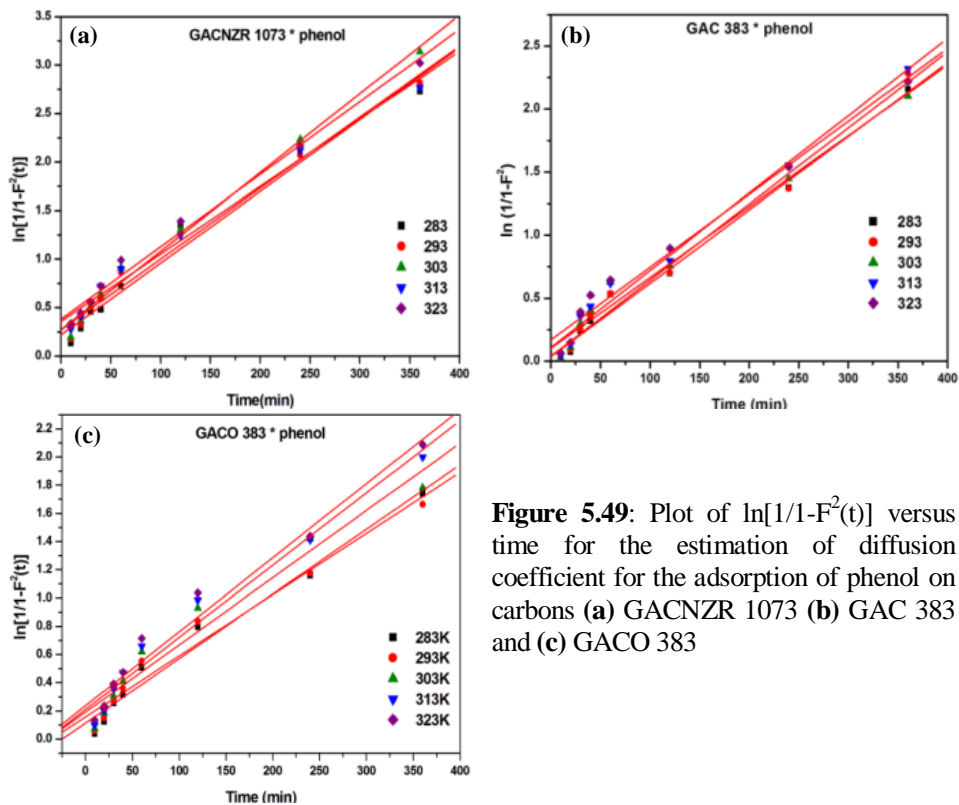 (a)
GACNZR 1073 * phenol
ln[1/1-F²(t)]
3.5
3.0
2.5
2.0
1.5
1.0
0.5
0.0
283
293
303
313
323
0 50 100 150 200 250 300 350 400
Time(min)
(b)
GAC 383 * phenol
ln (1/1-F²)
2.5
2.0
1.5
1.0
0.5
0.0
283
293
303
313
323
0 50 100 150 200 250 300 350 400
Time (min)
(c)
GACO 383 * phenol
ln[1/1-F²(t)]
2.2
2.0
1.8
1.6
1.4
1.2
1.0
0.8
0.6
0.4
0.2
0.0
283K
293K
303K
313K
323K
0 50 100 150 200 250 300 350 400
Time (min)
Figure 5.49: Plot of ln[1/1-F²(t)] versus
time for the estimation of diffusion
coefficient for the adsorption of phenol on
carbons (a) GACNZR 1073 (b) GAC 383
and (c) GACO 383